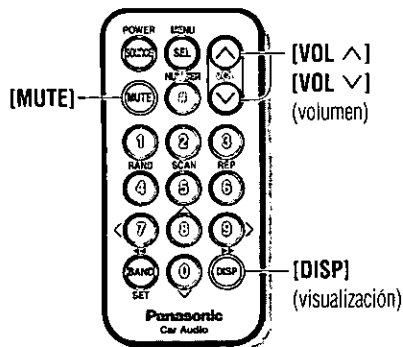 POWER MENU
SOURCE SEL [VOL ∧]
[VOL ∨]
(volumen)
[MUTE] MUTE NUMBER # VOL
1 2 3
RAND SCAN REP
4 5 6
7 8 9
BAND 0 DISP [DISP]
SET (visualización)
Panasonic
Car Audio